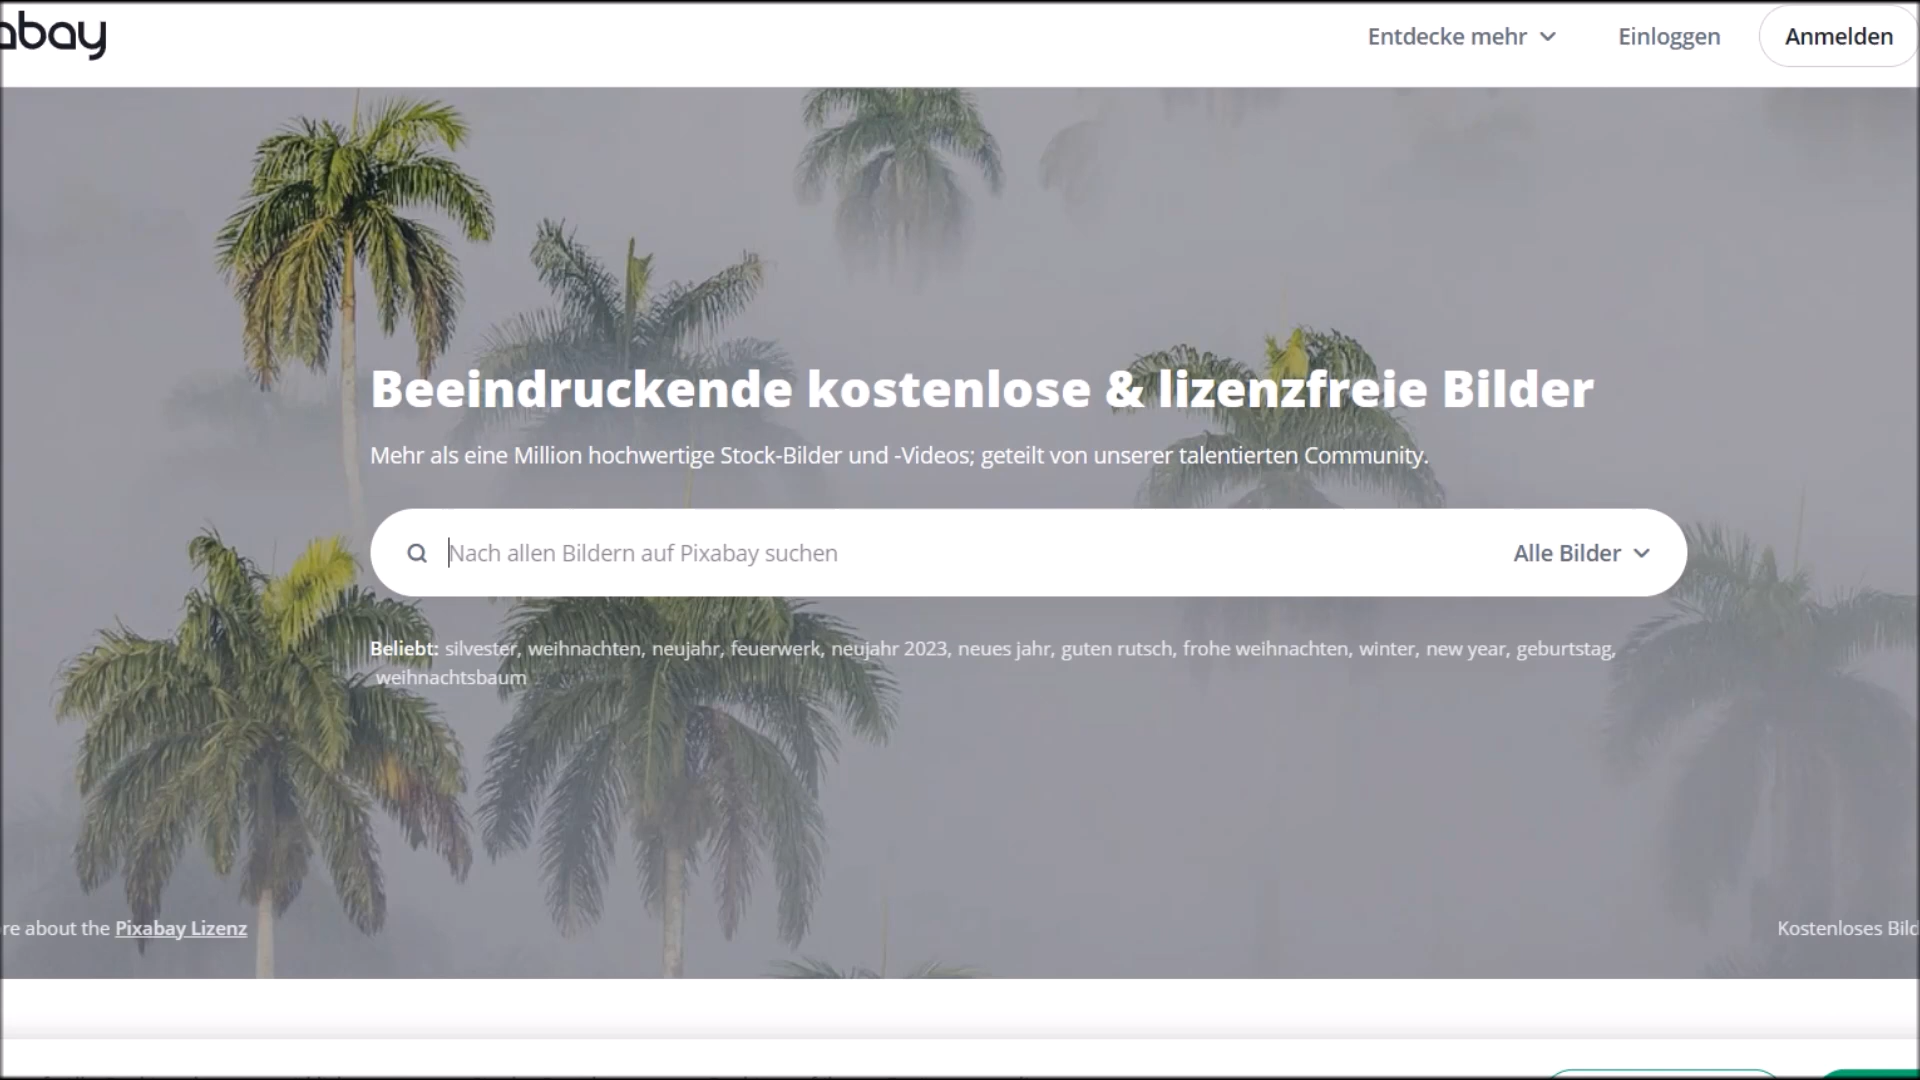 abay
Entdecke mehr
Einloggen
Anmelden
Beeindruckende kostenlose & lizenzfreie Bilder
Mehr als eine Million hochwertige Stock-Bilder und -Videos; geteilt von unserer talentierten Community.
Nach allen Bildern auf Pixabay suchen
Alle Bilder
Beliebt: silvester, weihnachten, neujahr, feuerwerk, neujahr 2023, neues jahr, guten rutsch, frohe weihnachten, winter, new year, geburtstag,
weihnachtsbaum
re about the Pixabay Lizenz
Kostenloses Bild